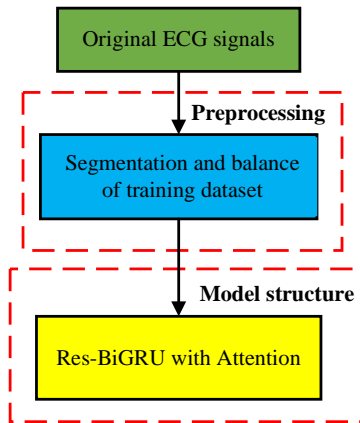 Original ECG signals
Preprocessing
Segmentation and balance
of training dataset
Model structure
Res-BiGRU with Attention